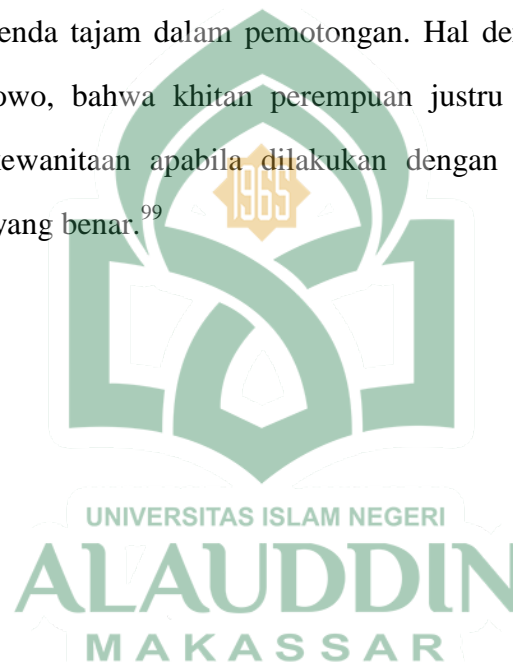 enda tajam dalam pemotongan. Hal de
owo, bahwa khitan perempuan justru
kewanitaan apabila dilakukan dengan
yang benar.99
1965
UNIVERSITAS ISLAM NEGERI
ALAUDDIN
MAKASSAR